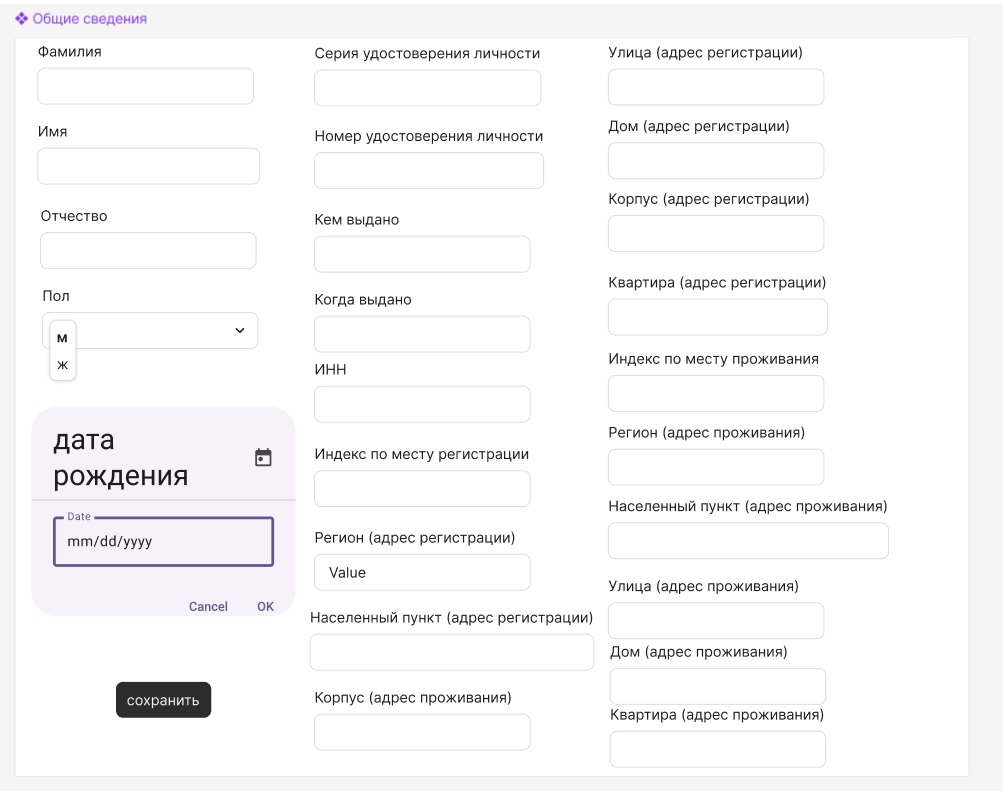 Общие сведения
Фамилия
Имя
Отчество
Пол
м
ж
дата
рождения
Date
mm/dd/yyyy
Cancel
OK
сохранить
Серия удостоверения личности
Номер удостоверения личности
Кем выдано
Когда выдано
ИНН
Индекс по месту регистрации
Регион (адрес регистрации)
Value
Населенный пункт (адрес регистрации)
Корпус (адрес проживания)
Улица (адрес регистрации)
Дом (адрес регистрации)
Корпус (адрес регистрации)
Квартира (адрес регистрации)
Индекс по месту проживания
Регион (адрес проживания)
Населенный пункт (адрес проживания)
Улица (адрес проживания)
Дом (адрес проживания)
Квартира (адрес проживания)